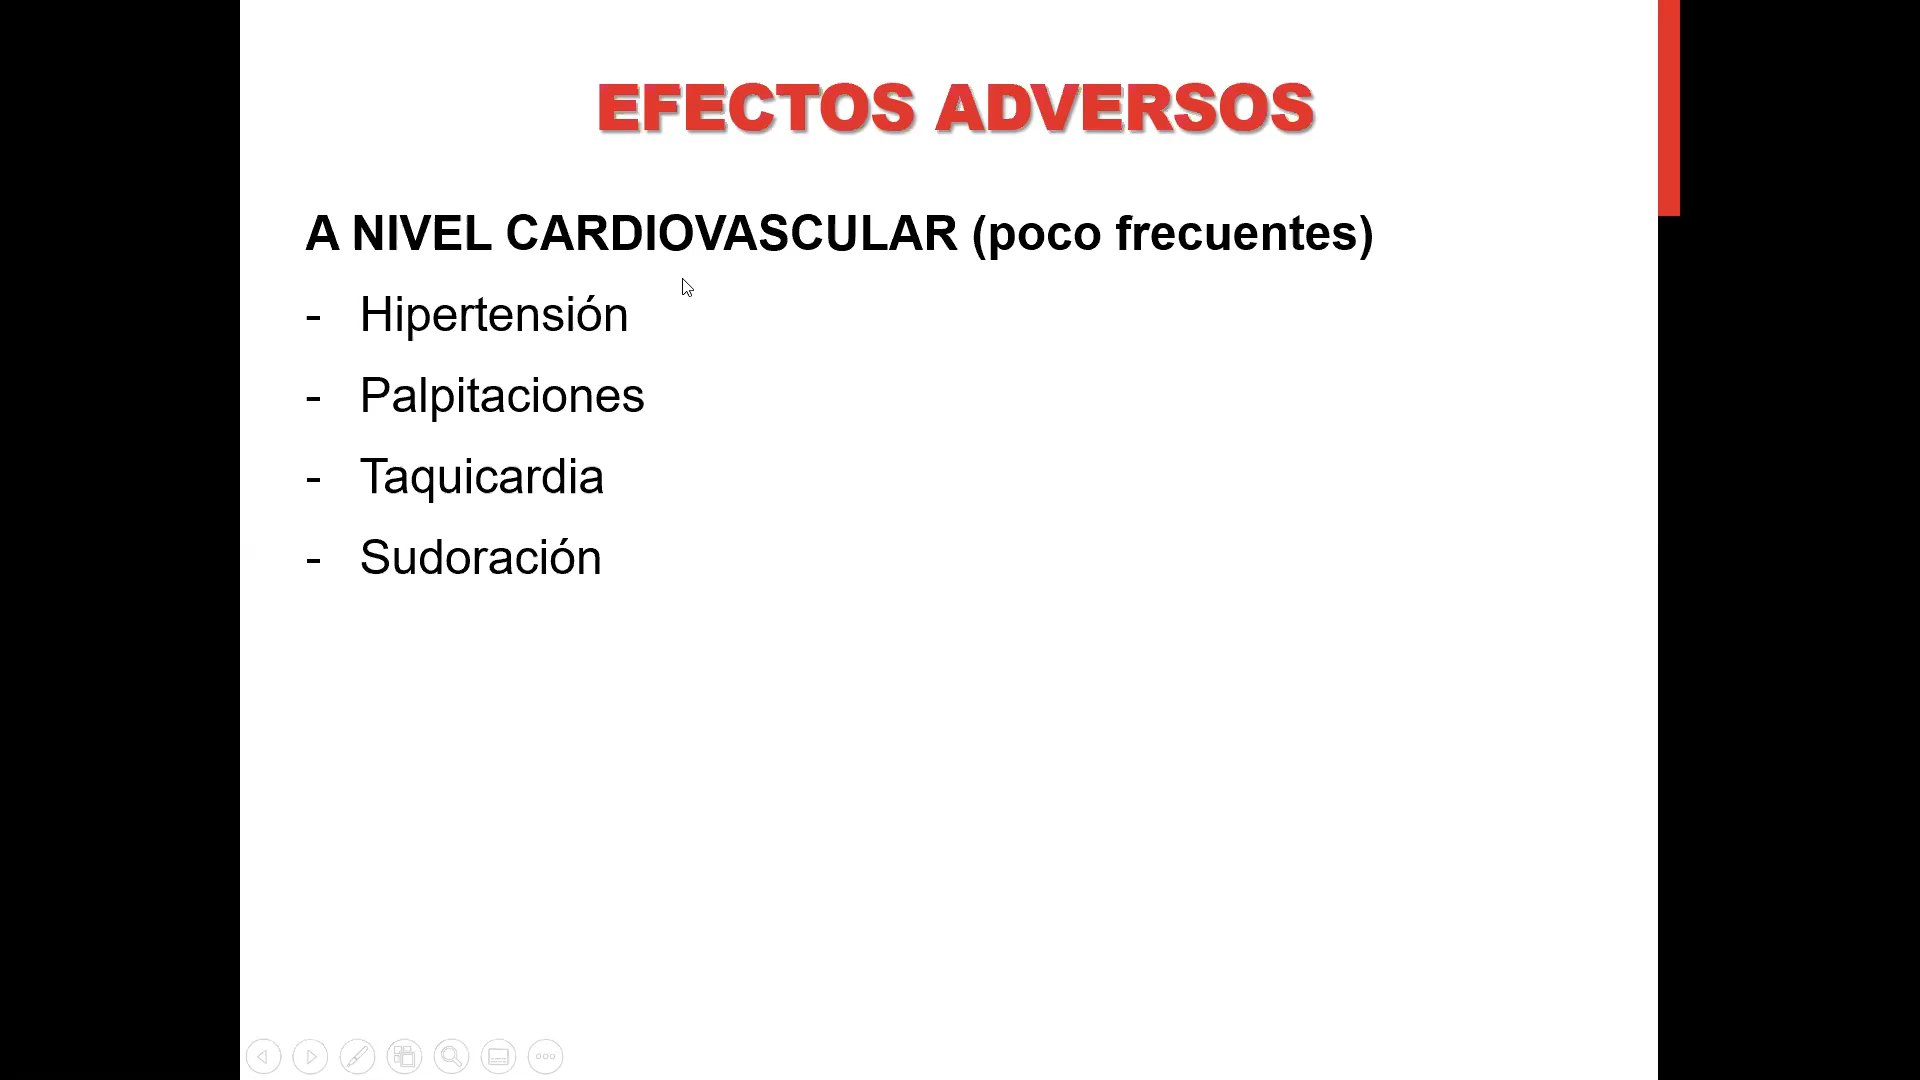 EFECTOS ADVERSOS
A NIVEL CARDIOVASCULAR (poco frecuentes)
- Hipertensión
- Palpitaciones
- Taquicardia
- Sudoración